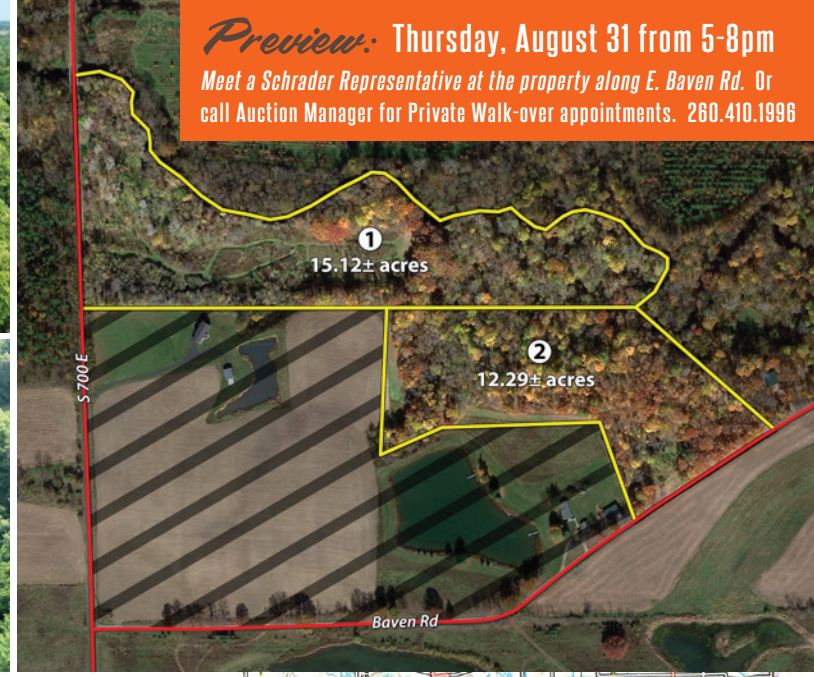 Preview: Thursday, August 31 from 5-8pm
Meet a Schrader Representative at the property along E. Baven Rd. Or
call Auction Manager for Private Walk-over appointments. 260.410.1996
1
15.12± acres
2
12.29± acres
S 700 E
Baven Rd